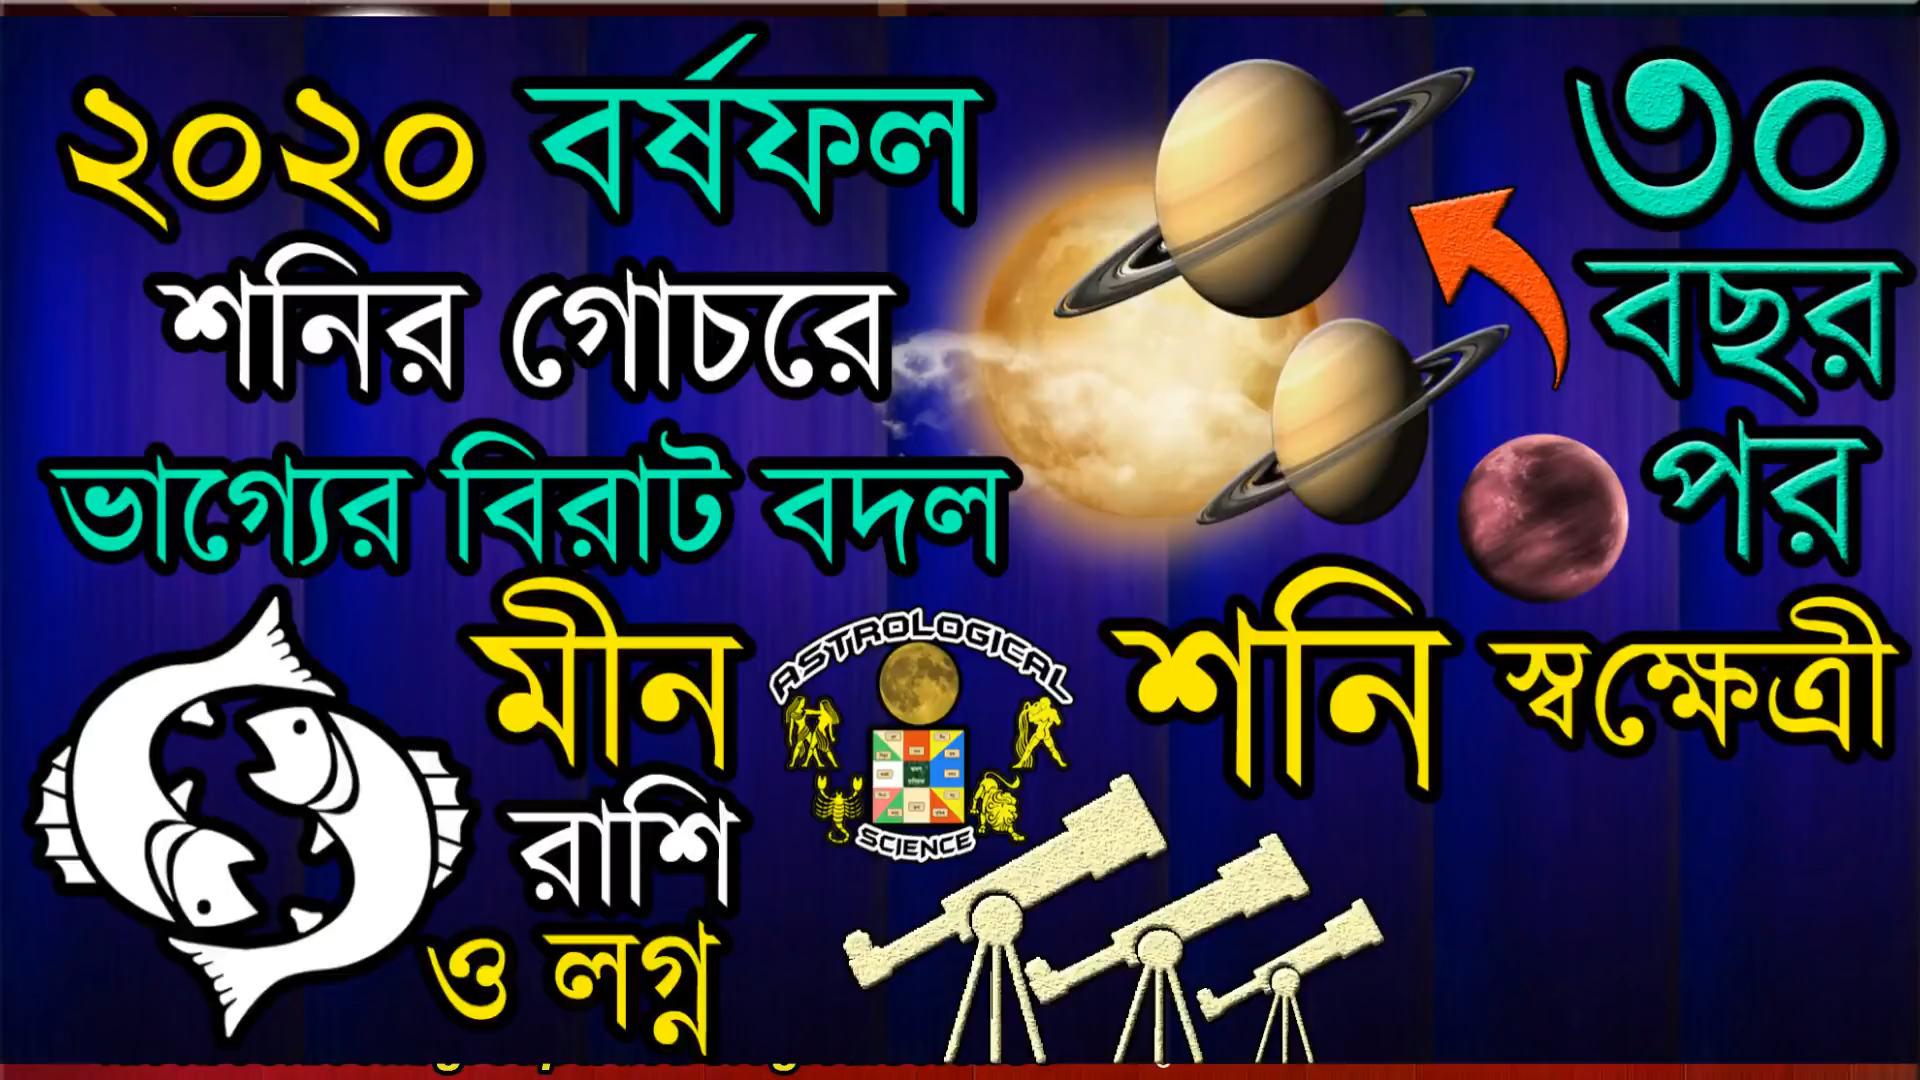 ২০২০ বর্ষফল
শনির গোচরে
ভাগ্যের বিরাট বদল
৩০
বছর
পর
মীন
রাশি
ও লগ্ন
ASTROLOGICAL
SCIENCE
শনি স্বক্ষেত্রী